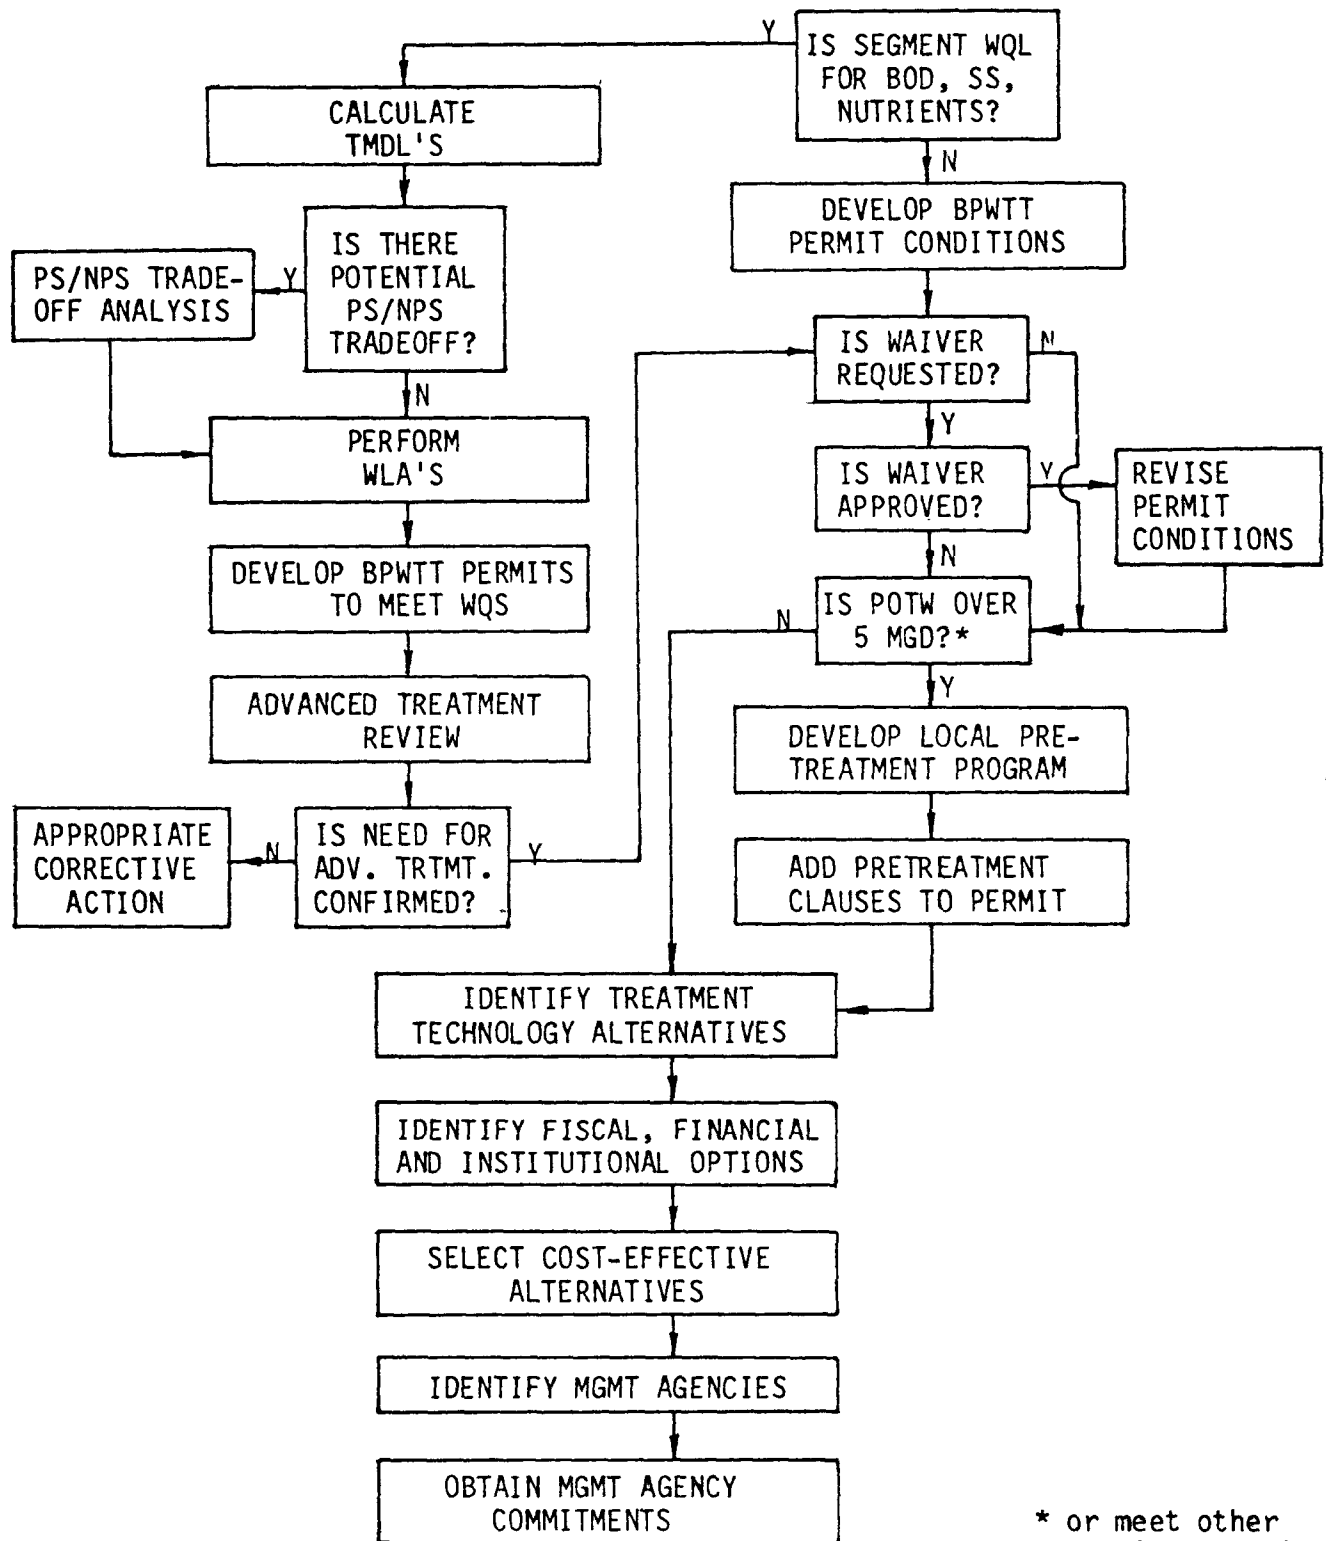 Y
IS SEGMENT WQL
FOR BOD, SS,
NUTRIENTS?
CALCULATE
TMDL'S
N
DEVELOP BPWTT
PERMIT CONDITIONS
IS THERE
POTENTIAL
PS/NPS
TRADEOFF?
Y
PS/NPS TRADE-
OFF ANALYSIS
N
PERFORM
WLA'S
IS WAIVER
REQUESTED?
N
Y
IS WAIVER
APPROVED?
Y
REVISE
PERMIT
CONDITIONS
N
DEVELOP BPWTT PERMITS
TO MEET WQS
IS POTW OVER
5 MGD?*
N
Y
ADVANCED TREATMENT
REVIEW
DEVELOP LOCAL PRE-
TREATMENT PROGRAM
APPROPRIATE
CORRECTIVE
ACTION
N
IS NEED FOR
ADV. TRTMT.
CONFIRMED?
Y
ADD PRETREATMENT
CLAUSES TO PERMIT
IDENTIFY TREATMENT
TECHNOLOGY ALTERNATIVES
IDENTIFY FISCAL, FINANCIAL
AND INSTITUTIONAL OPTIONS
SELECT COST-EFFECTIVE
ALTERNATIVES
IDENTIFY MGMT AGENCIES
OBTAIN MGMT AGENCY
COMMITMENTS
* or meet other